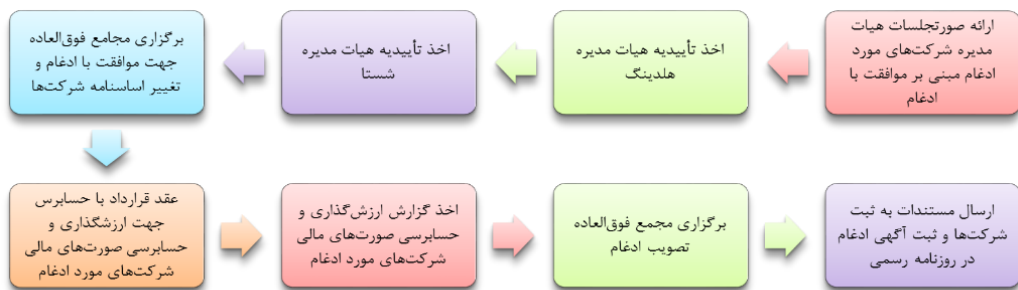 ارائه صورتجلسات هیات
مدیره شرکت‌های مورد
ادغام مبنی بر موافقت با
ادغام
اخذ تأییدیه هیات مدیره
هلدینگ
اخذ تأییدیه هیات مدیره
شستا
برگزاری مجامع فوق‌العاده
جهت موافقت با ادغام و
تغییر اساسنامه شرکت‌ها
عقد قرارداد با حسابرس
جهت ارزشگذاری و
حسابرسی صورت‌های مالی
شرکت‌های مورد ادغام
اخذ گزارش ارزش‌گذاری و
حسابرسی صورت‌های مالی
شرکت‌های مورد ادغام
برگزاری مجمع فوق‌العاده
تصویب ادغام
ارسال مستندات به ثبت
شرکت‌ها و ثبت آگهی ادغام
در روزنامه رسمی